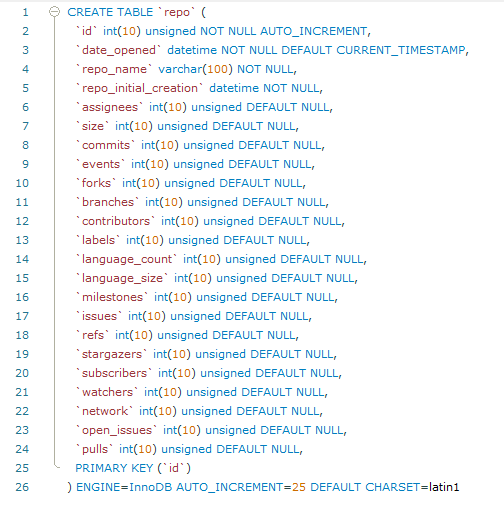 1 CREATE TABLE `repo` (
2 `id` int(10) unsigned NOT NULL AUTO_INCREMENT,
3 `date_opened` datetime NOT NULL DEFAULT CURRENT_TIMESTAMP,
4 `repo_name` varchar(100) NOT NULL,
5 `repo_initial_creation` datetime NOT NULL,
6 `assignees` int(10) unsigned DEFAULT NULL,
7 `size` int(10) unsigned DEFAULT NULL,
8 `commits` int(10) unsigned DEFAULT NULL,
9 `events` int(10) unsigned DEFAULT NULL,
10 `forks` int(10) unsigned DEFAULT NULL,
11 `branches` int(10) unsigned DEFAULT NULL,
12 `contributors` int(10) unsigned DEFAULT NULL,
13 `labels` int(10) unsigned DEFAULT NULL,
14 `language_count` int(10) unsigned DEFAULT NULL,
15 `language_size` int(10) unsigned DEFAULT NULL,
16 `milestones` int(10) unsigned DEFAULT NULL,
17 `issues` int(10) unsigned DEFAULT NULL,
18 `refs` int(10) unsigned DEFAULT NULL,
19 `stargazers` int(10) unsigned DEFAULT NULL,
20 `subscribers` int(10) unsigned DEFAULT NULL,
21 `watchers` int(10) unsigned DEFAULT NULL,
22 `network` int(10) unsigned DEFAULT NULL,
23 `open_issues` int(10) unsigned DEFAULT NULL,
24 `pulls` int(10) unsigned DEFAULT NULL,
25 PRIMARY KEY (`id`)
26 ) ENGINE=InnoDB AUTO_INCREMENT=25 DEFAULT CHARSET=latin1